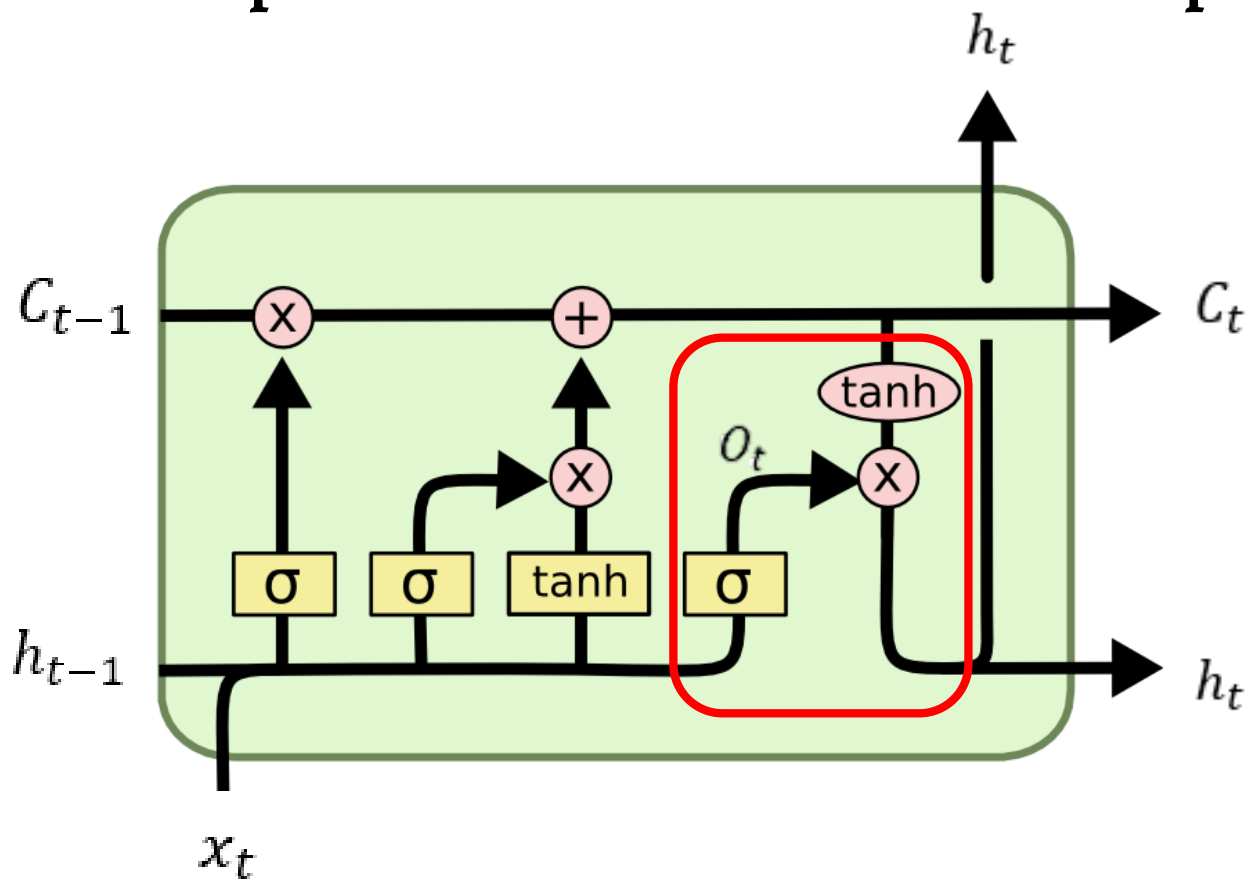 h_t
C_{t-1} x + C_t
tanh
O_t
x x
σ σ tanh σ
h_{t-1} h_t
x_t